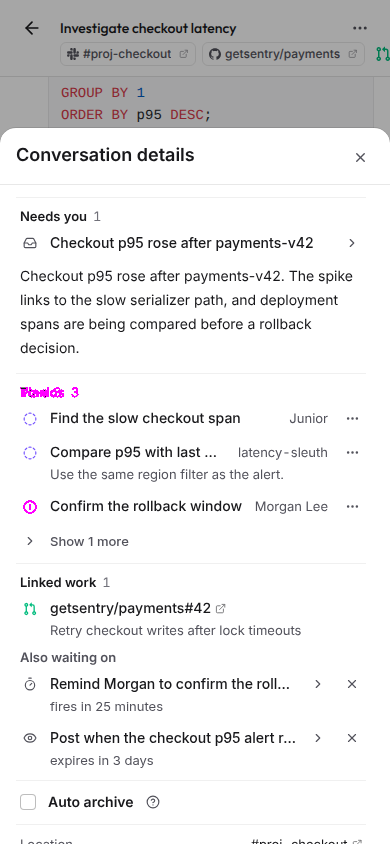 Investigate checkout latency
#proj-checkout
getsentry/payments
GROUP BY 1
ORDER BY p95 DESC;
Conversation details
Needs you 1
Checkout p95 rose after payments-v42
Checkout p95 rose after payments-v42. The spike
links to the slow serializer path, and deployment
spans are being compared before a rollback
decision.
3
Find the slow checkout span Junior
Compare p95 with last ... latency-sleuth
Use the same region filter as the alert.
Confirm the rollback window Morgan Lee
Show 1 more
Linked work 1
getsentry/payments#42
Retry checkout writes after lock timeouts
Also waiting on
Remind Morgan to confirm the roll...
fires in 25 minutes
Post when the checkout p95 alert r...
expires in 3 days
Auto archive
Location #proj-checkout